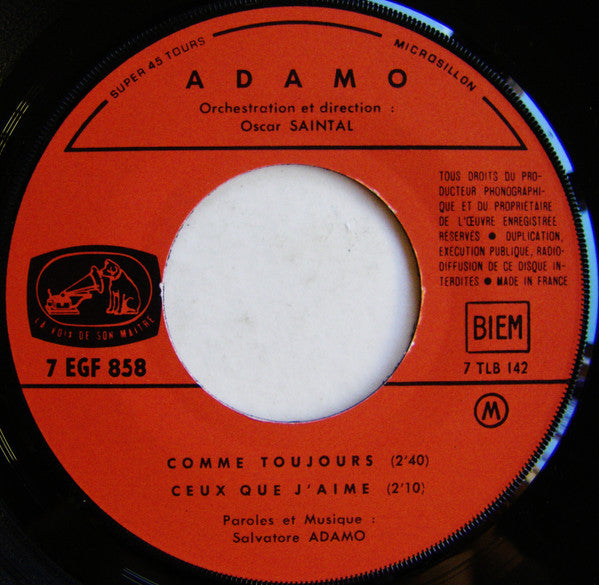 SUPER 45 TOURS
MICROSILLON
ADAMO
Orchestration et direction :
Oscar SAINTAL
TOUS DROITS DU PRO-
DUCTEUR PHONOGRAPHI-
QUE ET DU PROPRIÉTAIRE
DE L'ŒUVRE ENREGISTRÉE
RÉSERVÉS ● DUPLICATION,
EXÉCUTION PUBLIQUE, RADIO-
DIFFUSION DE CE DISQUE IN-
TERDITES ● MADE IN FRANCE
LA VOIX DE SON MAITRE
7 EGF 858
BIEM
7 TLB 142
M
COMME TOUJOURS (2'40)
CEUX QUE J'AIME (2'10)
Paroles et Musique :
Salvatore ADAMO